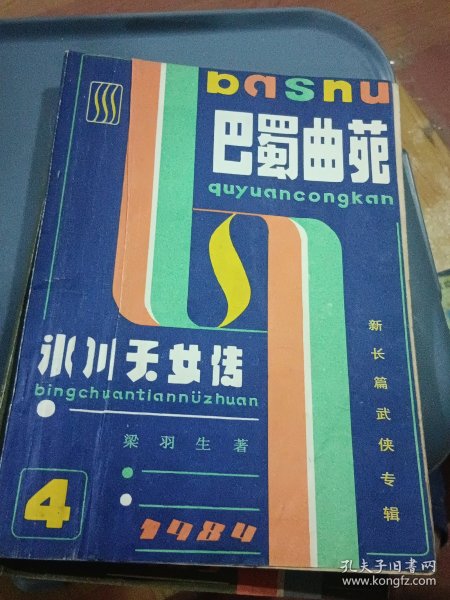 bashu
巴蜀曲苑
quyuancongkan
冰川天女传
bingchuantiannüzhuan
梁羽生著
新长篇武侠专辑
4
1984
孔夫子旧书网
www.kongfz.com